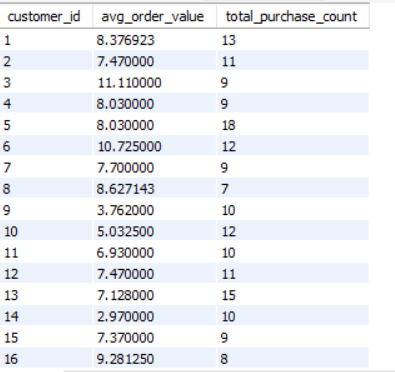 customer_id avg_order_value total_purchase_count
1 8.376923 13
2 7.470000 11
3 11.110000 9
4 8.030000 9
5 8.030000 18
6 10.725000 12
7 7.700000 9
8 8.627143 7
9 3.762000 10
10 5.032500 12
11 6.930000 10
12 7.470000 11
13 7.128000 15
14 2.970000 10
15 7.370000 9
16 9.281250 8